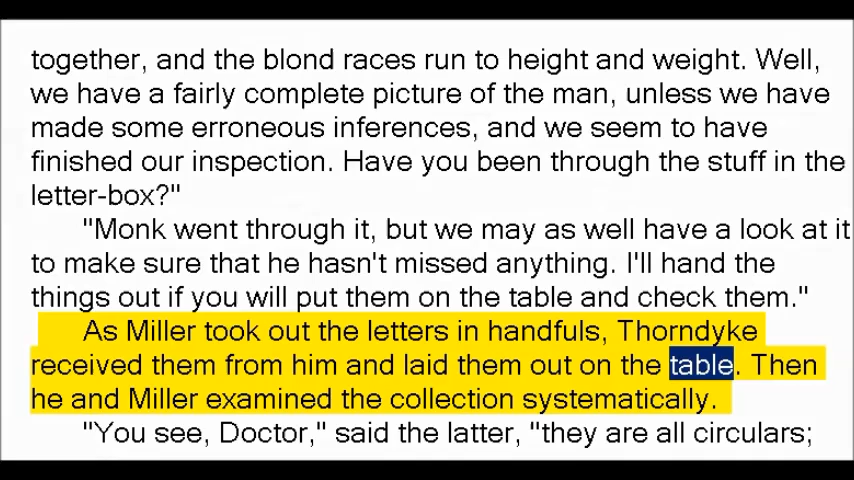 together, and the blond races run to height and weight. Well,
we have a fairly complete picture of the man, unless we have
made some erroneous inferences, and we seem to have
finished our inspection. Have you been through the stuff in the
letter-box?"
"Monk went through it, but we may as well have a look at it
to make sure that he hasn't missed anything. I'll hand the
things out if you will put them on the table and check them."
As Miller took out the letters in handfuls, Thorndyke
received them from him and laid them out on the table. Then
he and Miller examined the collection systematically.
"You see, Doctor," said the latter, "they are all circulars;